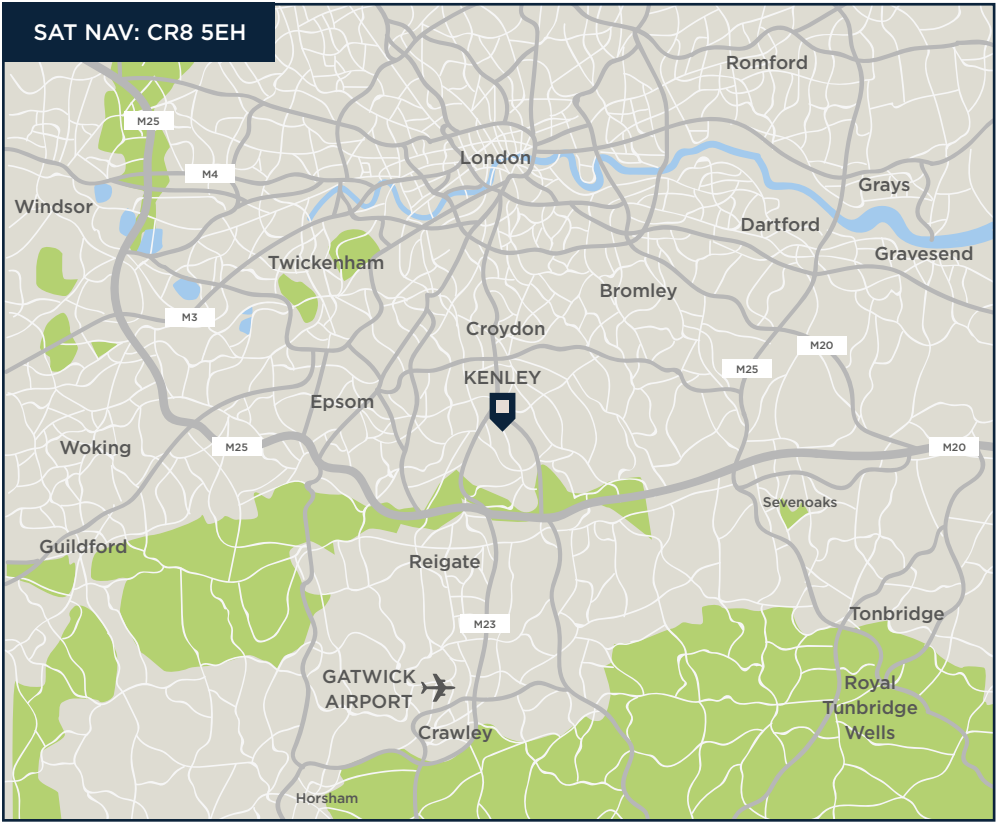 SAT NAV: CR8 5EH
Romford
M25
London
M4
Grays
Windsor
Dartford
Gravesend
Twickenham
Bromley
M3
Croydon
M20
M25
KENLEY
Epsom
Woking
M25
M20
Sevenoaks
Guildford
Reigate
Tonbridge
M23
GATWICK
AIRPORT
Royal
Tunbridge
Wells
Crawley
Horsham